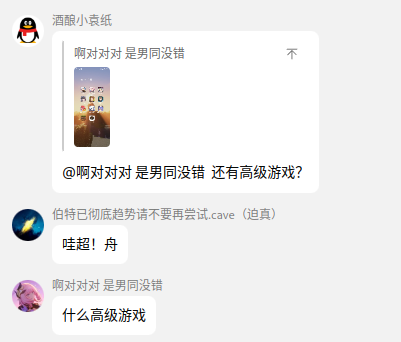 酒酿小袁纸
啊对对对 是男同没错
不
@啊对对对 是男同没错 还有高级游戏？
伯特已彻底趋势请不要再尝试.cave（迫真）
哇超！舟
啊对对对 是男同没错
什么高级游戏